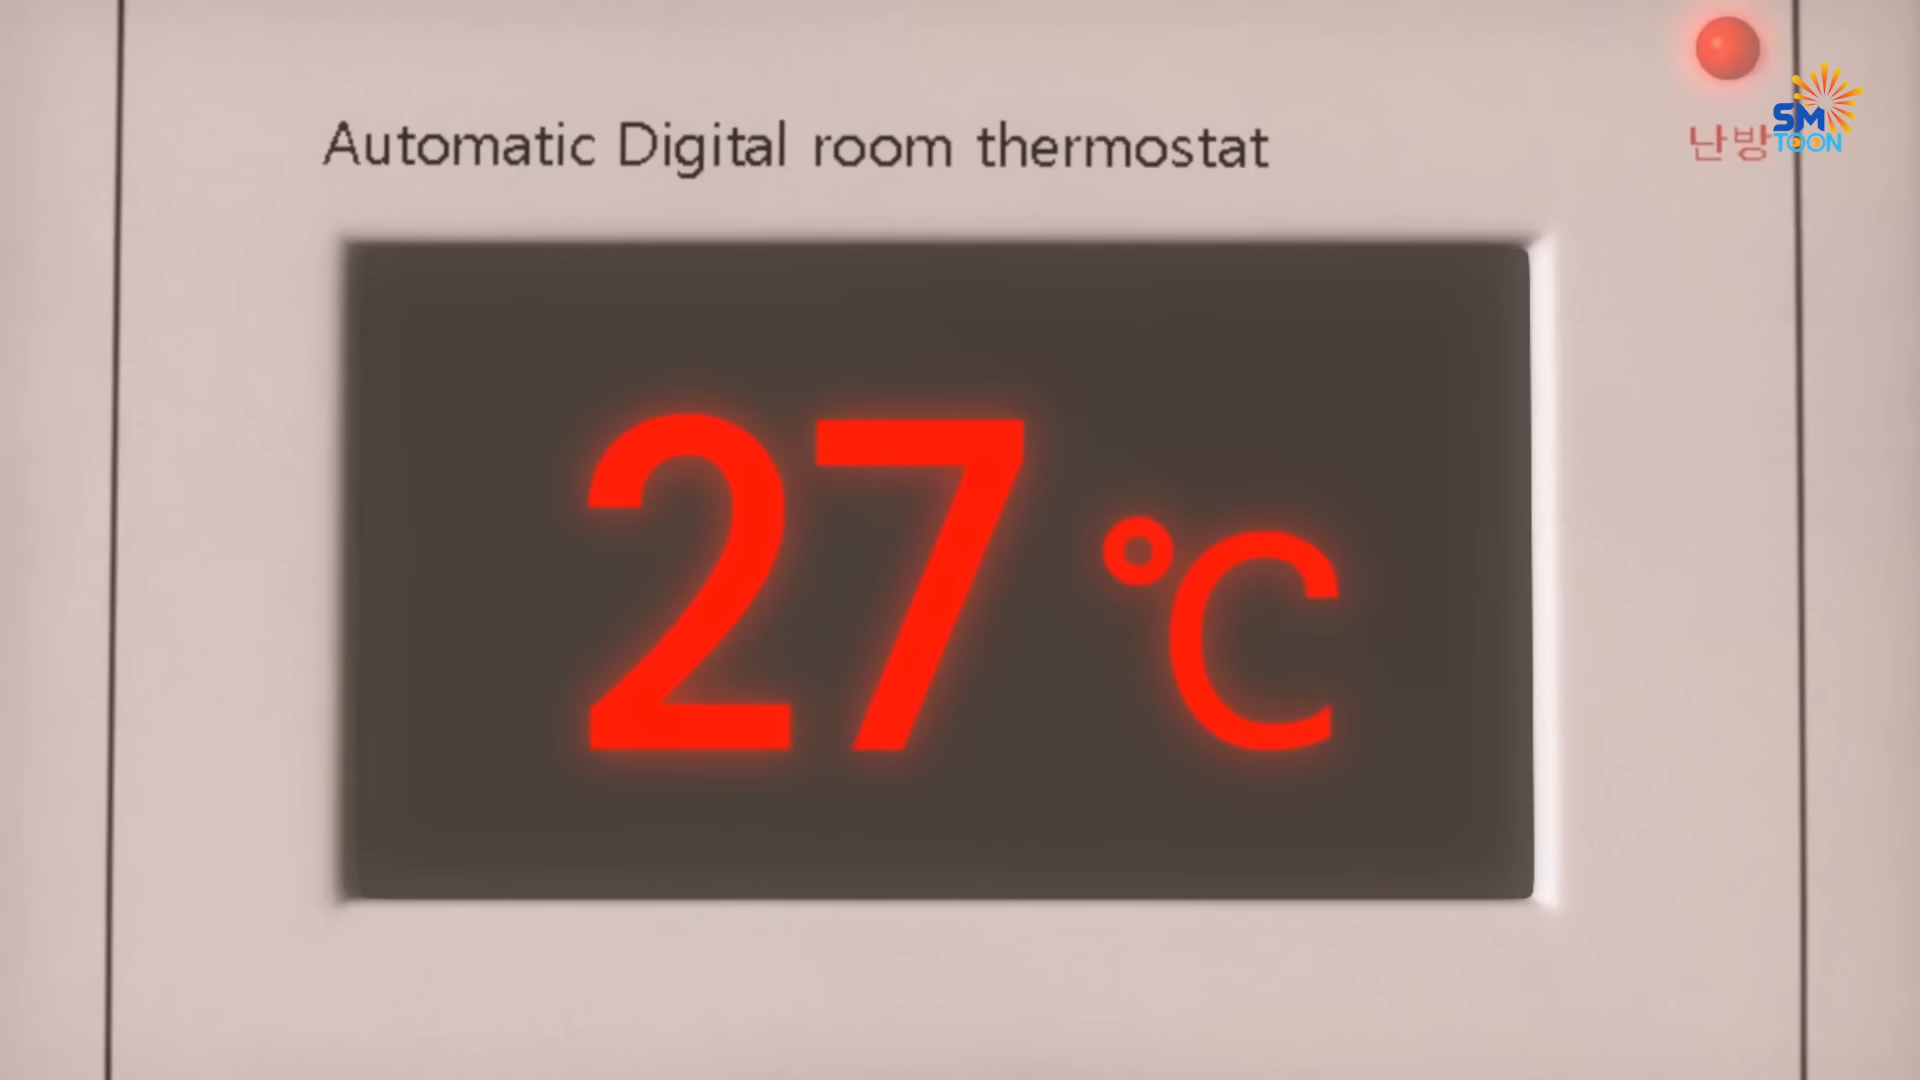 Automatic Digital room thermostat
난방
SM
TOON
27 ℃